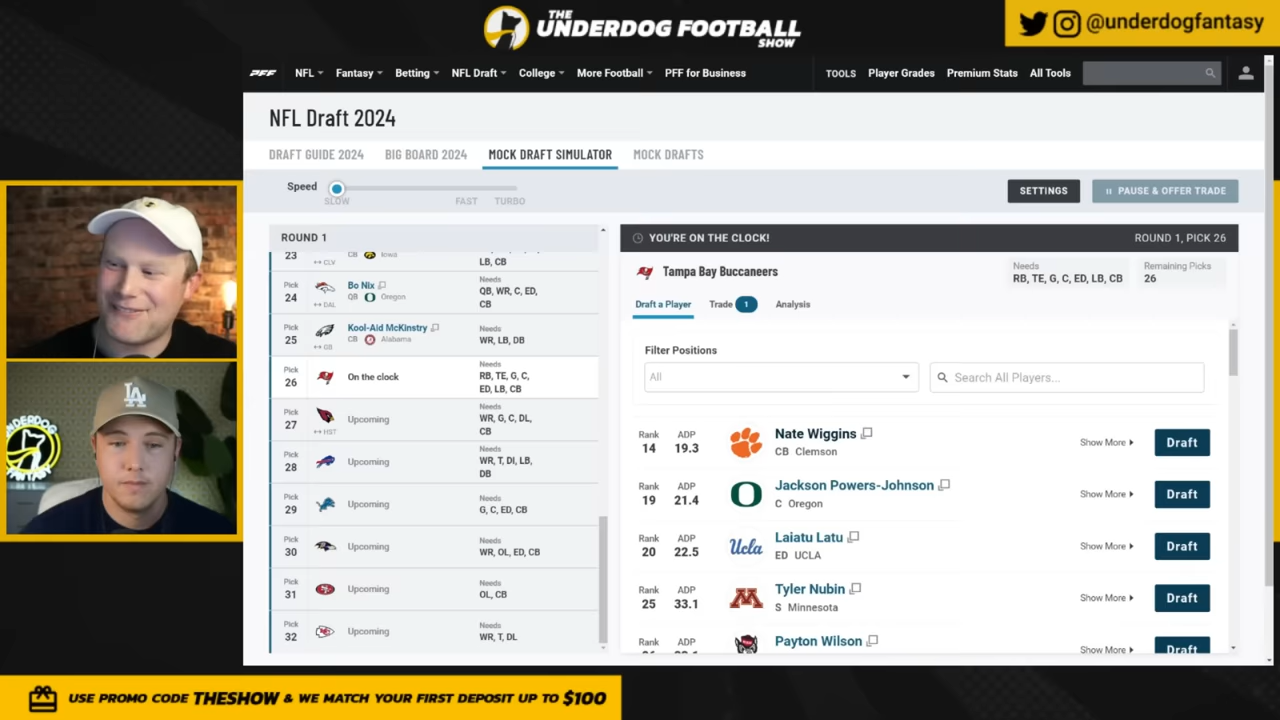 THE
UNDERDOG FOOTBALL
SHOW
@underdogfantasy
PFF NFL Fantasy Betting NFL Draft College More Football PFF for Business TOOLS Player Grades Premium Stats All Tools
NFL Draft 2024
DRAFT GUIDE 2024 BIG BOARD 2024 MOCK DRAFT SIMULATOR MOCK DRAFTS
Speed
SLOW FAST TURBO
SETTINGS
PAUSE & OFFER TRADE
ROUND 1
23 CB Iowa LB, CB
↔ CLV
Pick 24
↔ DAL
Bo Nix
QB Oregon
Needs
QB, WR, C, ED,
CB
Pick 25
↔ GB
Kool-Aid McKinstry
CB Alabama
Needs
WR, LB, DB
Pick 26
On the clock
Needs
RB, TE, G, C,
ED, LB, CB
Pick 27
↔ HST
Upcoming
Needs
WR, G, C, DL,
CB
Pick 28
Upcoming
Needs
WR, T, DI, LB,
DB
Pick 29
Upcoming
Needs
G, C, ED, CB
Pick 30
Upcoming
Needs
WR, OL, ED, CB
Pick 31
Upcoming
Needs
OL, CB
Pick 32
Upcoming
Needs
WR, T, DL
YOU'RE ON THE CLOCK!
ROUND 1, PICK 26
Tampa Bay Buccaneers
Needs
RB, TE, G, C, ED, LB, CB
Remaining Picks
26
Draft a Player Trade 1 Analysis
Filter Positions
All
Search All Players...
Rank 14
ADP 19.3
Nate Wiggins
CB Clemson
Show More
Draft
Rank 19
ADP 21.4
Jackson Powers-Johnson
C Oregon
Show More
Draft
Rank 20
ADP 22.5
Ucla
Laiatu Latu
ED UCLA
Show More
Draft
Rank 25
ADP 33.1
Tyler Nubin
S Minnesota
Show More
Draft
Rank
ADP
Payton Wilson
Show More
Draft
LA
UNDERDOG
FANTASY
USE PROMO CODE THESHOW & WE MATCH YOUR FIRST DEPOSIT UP TO $100